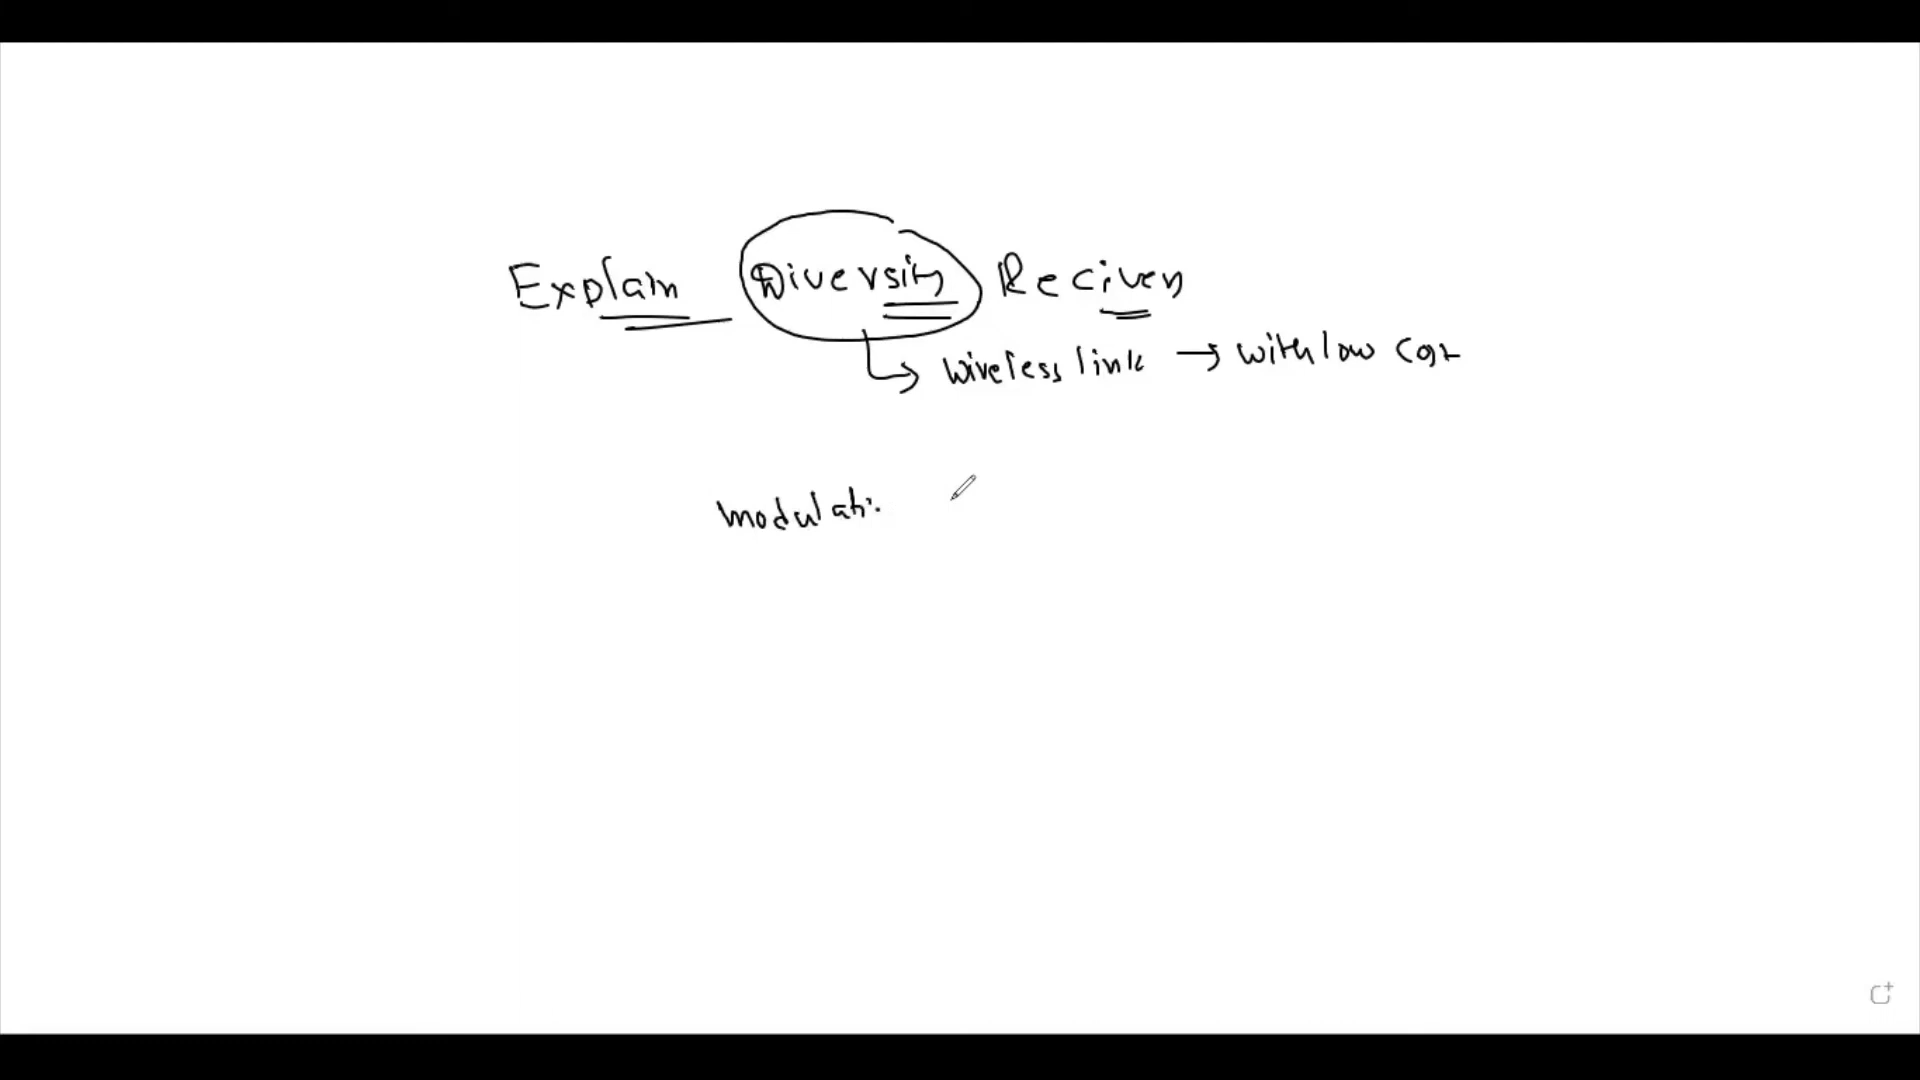 Explain Diversity Reciver
wireless link → with low cost
modulati